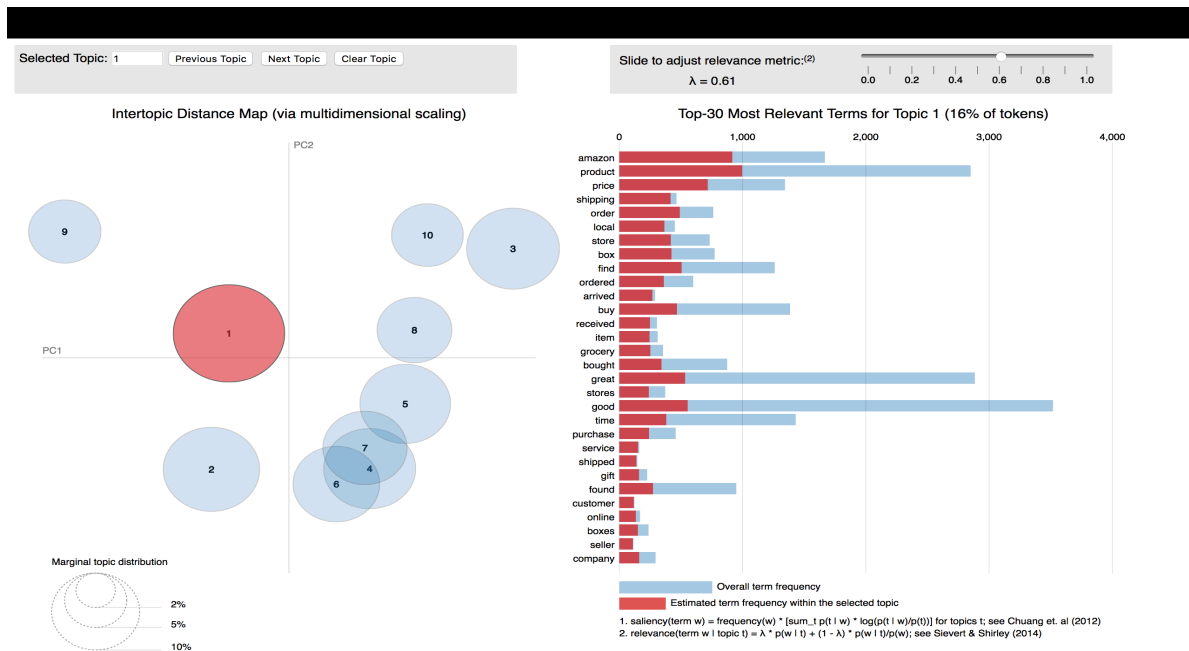 Selected Topic: 1 Previous Topic Next Topic Clear Topic
Slide to adjust relevance metric:(2)
λ = 0.61
0.0 0.2 0.4 0.6 0.8 1.0
Intertopic Distance Map (via multidimensional scaling)
PC2
PC1
9
10
3
1
8
5
7
4
6
2
Marginal topic distribution
2%
5%
10%
Top-30 Most Relevant Terms for Topic 1 (16% of tokens)
0 1,000 2,000 3,000 4,000
amazon
product
price
shipping
order
local
store
box
find
ordered
arrived
buy
received
item
grocery
bought
great
stores
good
time
purchase
service
shipped
gift
found
customer
online
boxes
seller
company
Overall term frequency
Estimated term frequency within the selected topic
1. saliency(term w) = frequency(w) * [sum_t p(t | w) * log(p(t | w)/p(t))] for topics t; see Chuang et. al (2012)
2. relevance(term w | topic t) = λ * p(w | t) + (1 - λ) * p(w | t)/p(w); see Sievert & Shirley (2014)